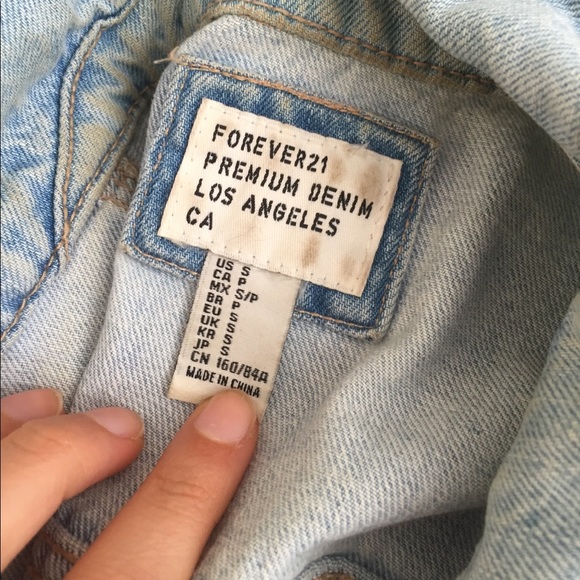 FOREVER21
PREMIUM DENIM
LOS ANGELES
CA
US S
CA P
MX S/P
BR P
EU S
UK S
KR S
JP S
CN 160/84A
MADE IN CHINA